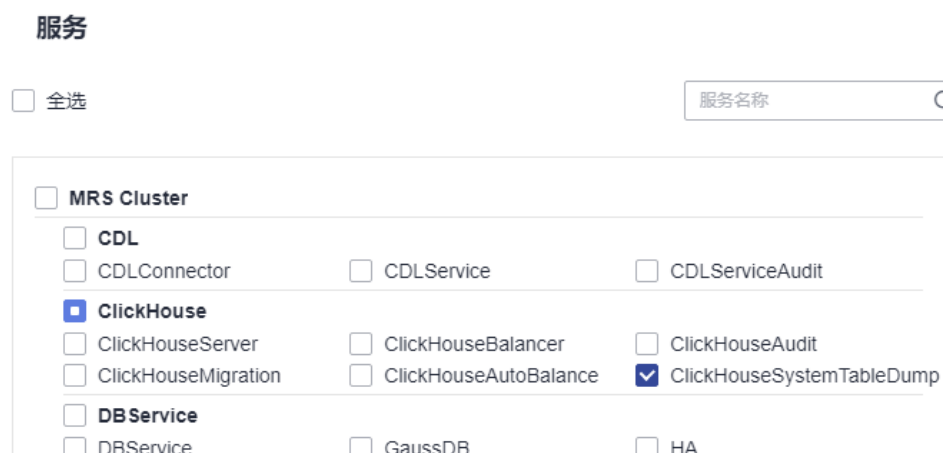 服务
全选 服务名称
MRS Cluster
CDL
CDLConnector CDLService CDLServiceAudit
ClickHouse
ClickHouseServer ClickHouseBalancer ClickHouseAudit
ClickHouseMigration ClickHouseAutoBalance ClickHouseSystemTableDump
DBService
DBService GaussDB HA